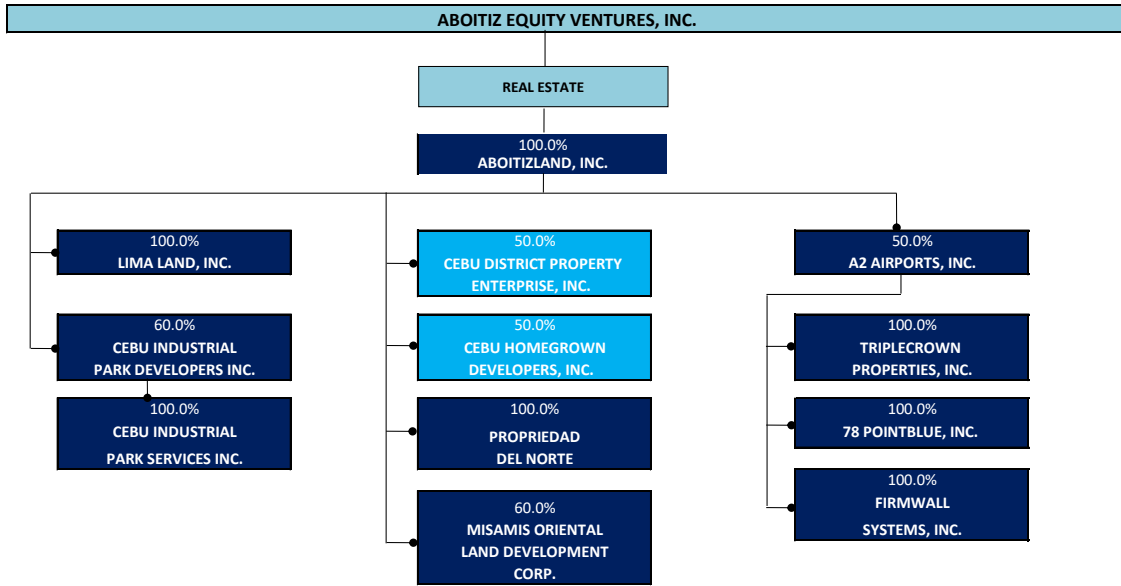 ABOITIZ EQUITY VENTURES, INC.
REAL ESTATE
100.0%
ABOITIZLAND, INC.
100.0%
LIMA LAND, INC.
60.0%
CEBU INDUSTRIAL
PARK DEVELOPERS INC.
100.0%
CEBU INDUSTRIAL
PARK SERVICES INC.
50.0%
CEBU DISTRICT PROPERTY
ENTERPRISE, INC.
50.0%
CEBU HOMEGROWN
DEVELOPERS, INC.
100.0%
PROPRIEDAD
DEL NORTE
60.0%
MISAMIS ORIENTAL
LAND DEVELOPMENT
CORP.
50.0%
A2 AIRPORTS, INC.
100.0%
TRIPLECROWN
PROPERTIES, INC.
100.0%
78 POINTBLUE, INC.
100.0%
FIRMWALL
SYSTEMS, INC.